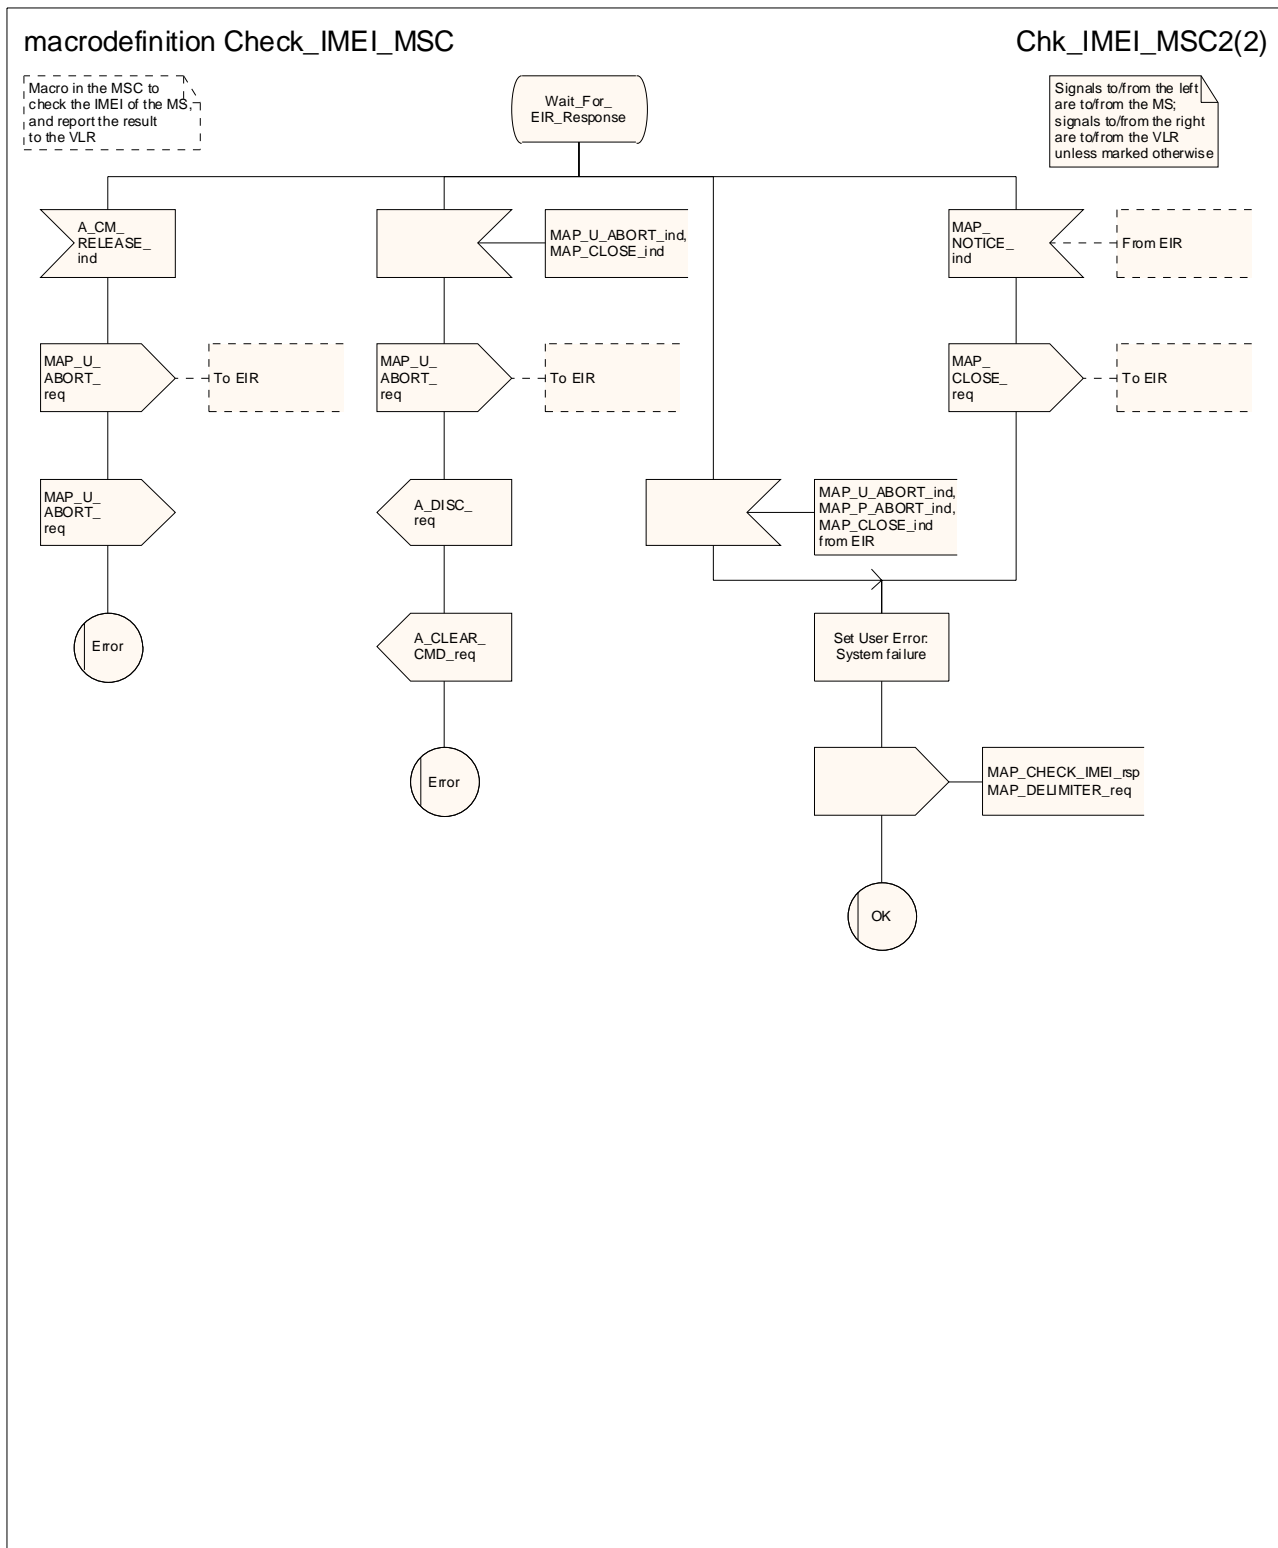 macrodefinition Check_IMEI_MSC
Chk_IMEI_MSC2(2)
Macro in the MSC to
check the IMEI of the MS,
and report the result
to the VLR
Wait_For_
EIR_Response
Signals to/from the left
are to/from the MS;
signals to/from the right
are to/from the VLR
unless marked otherwise
A_CM_
RELEASE_
ind
MAP_U_ABORT_ind,
MAP_CLOSE_ind
MAP_
NOTICE_
ind
From EIR
MAP_U_
ABORT_
req
To EIR
MAP_U_
ABORT_
req
To EIR
MAP_
CLOSE_
req
To EIR
MAP_U_
ABORT_
req
A_DISC_
req
MAP_U_ABORT_ind,
MAP_P_ABORT_ind,
MAP_CLOSE_ind
from EIR
Error
A_CLEAR_
CMD_req
Set User Error:
System failure
Error
MAP_CHECK_IMEI_rsp
MAP_DELIMITER_req
OK